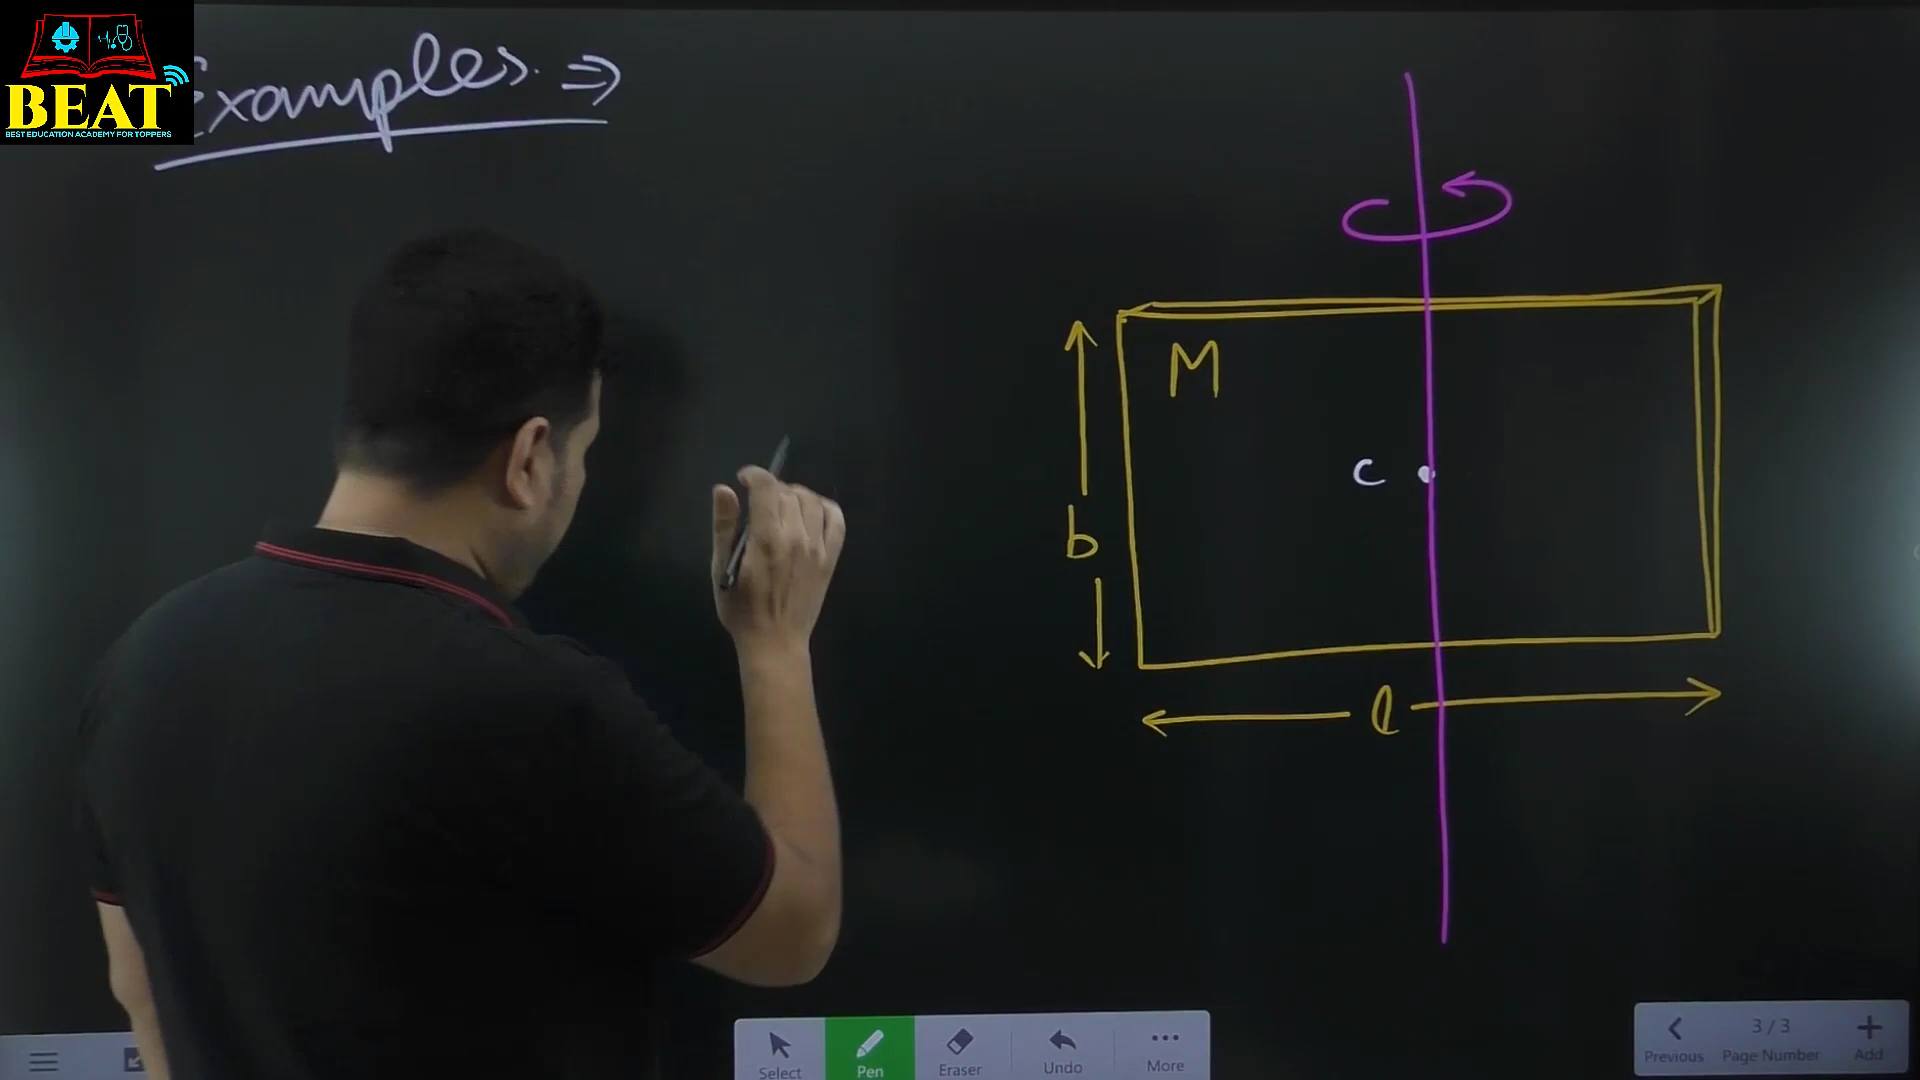 BEAT
BEST EDUCATION ACADEMY FOR TOPPERS
Examples. ⇒
M
c
b
l
Select
Pen
Eraser
Undo
More
3 / 3
Previous
Page Number
Add